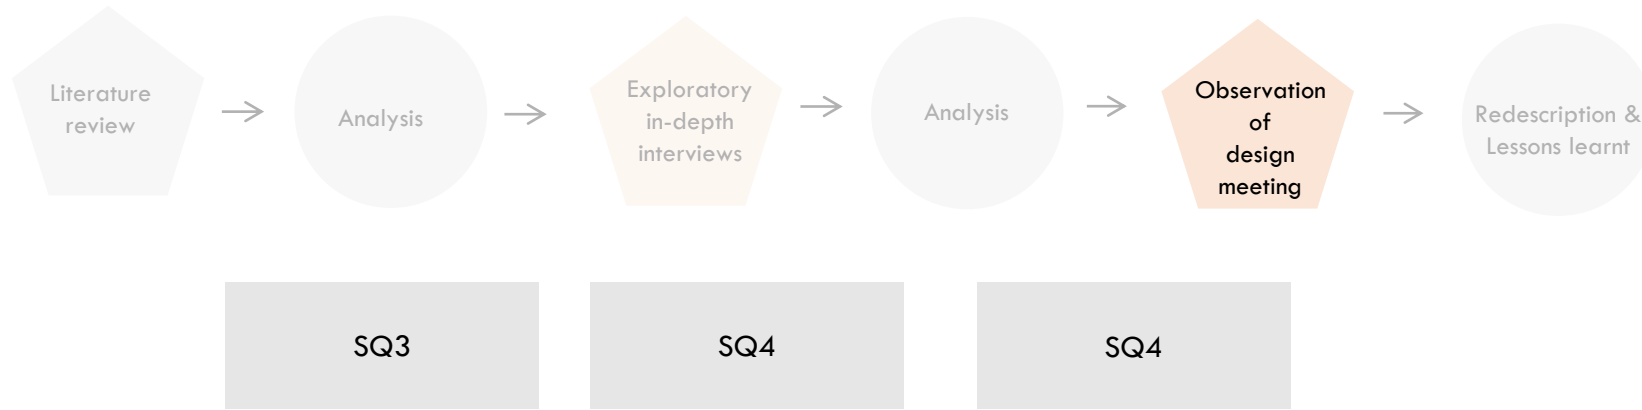 Literature
review
Analysis
Exploratory
in-depth
interviews
Analysis
Observation
of
design
meeting
Redescription &
Lessons learnt
SQ3
SQ4
SQ4